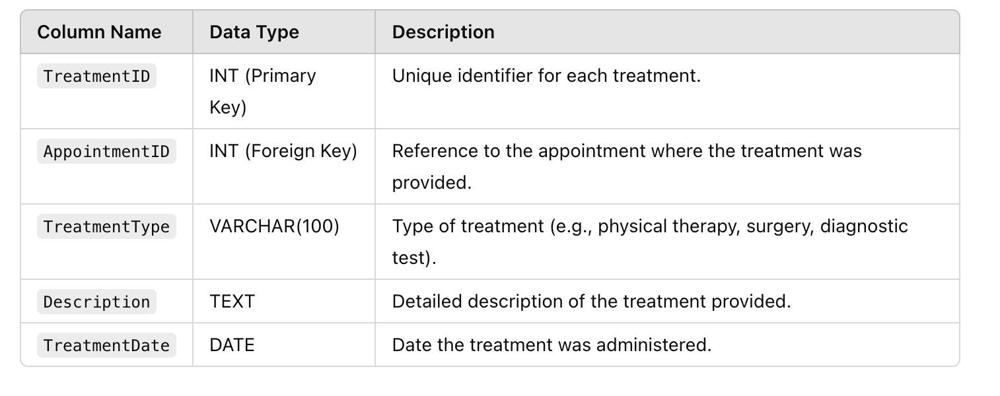 Column Name Data Type Description
TreatmentID INT (Primary Unique identifier for each treatment.
Key)
AppointmentID INT (Foreign Key) Reference to the appointment where the treatment was
provided.
TreatmentType VARCHAR(100) Type of treatment (e.g., physical therapy, surgery, diagnostic
test).
Description TEXT Detailed description of the treatment provided.
TreatmentDate DATE Date the treatment was administered.